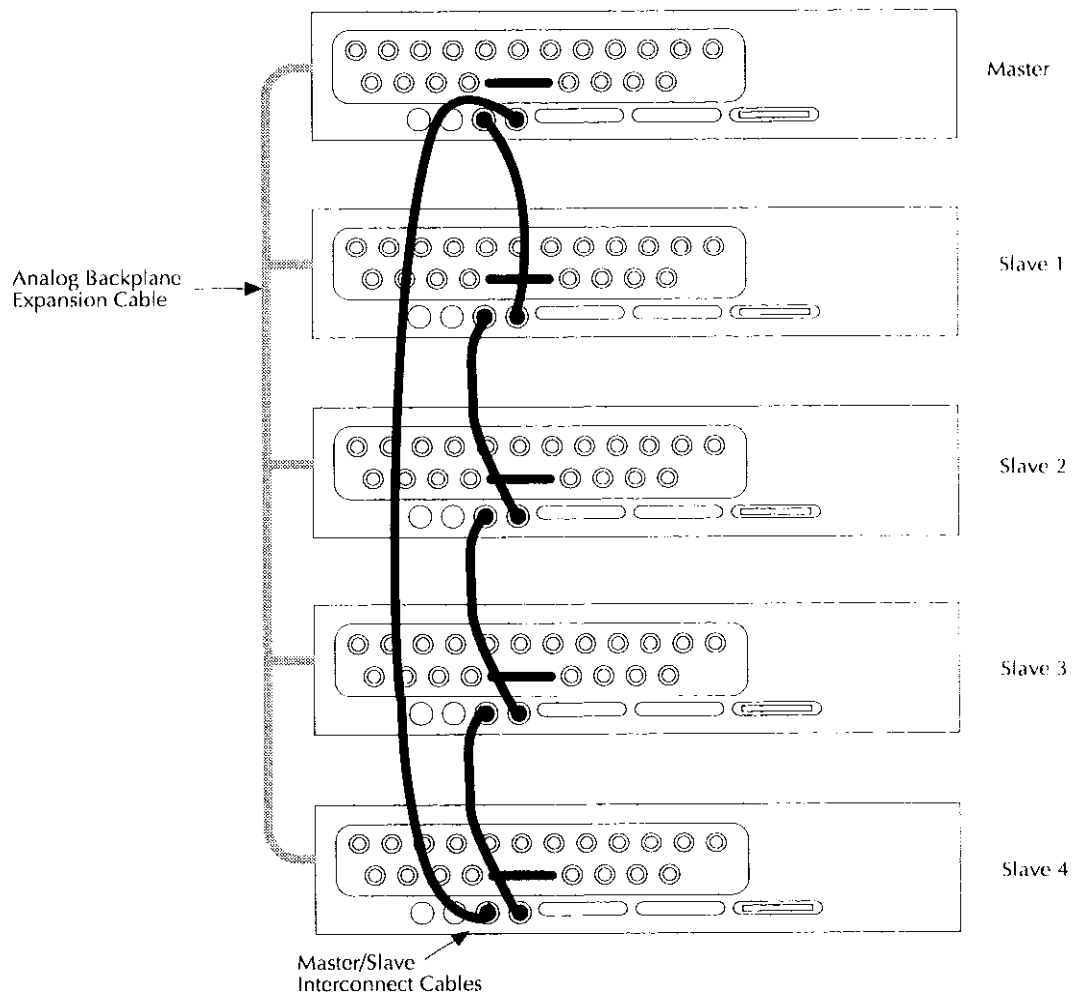 Master
Slave 1
Analog Backplane
Expansion Cable
Slave 2
Slave 3
Slave 4
Master/Slave
Interconnect Cables